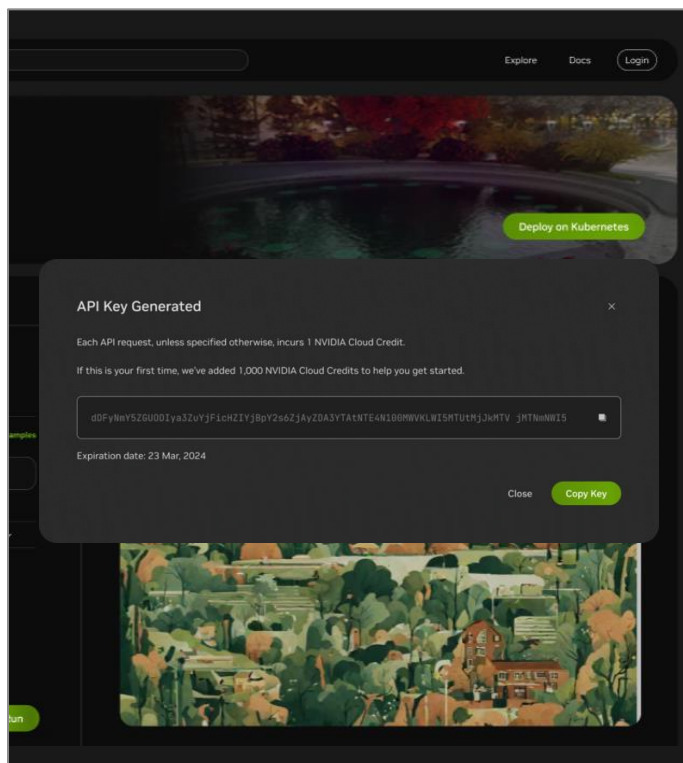 Explore
Docs
Login
Deploy on Kubernetes
API Key Generated
Each API request, unless specified otherwise, incurs 1 NVIDIA Cloud Credit.
If this is your first time, we've added 1,000 NVIDIA Cloud Credits to help you get started.
Expiration date: 23 Mar, 2024
Close
Copy Key